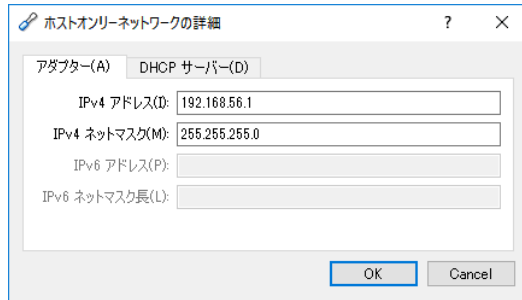 ホストオンリーネットワークの詳細 ? ×
アダプター(A) DHCP サーバー(D)
IPv4 アドレス(I): 192.168.56.1
IPv4 ネットマスク(M): 255.255.255.0
IPv6 アドレス(P):
IPv6 ネットマスク長(L):
OK Cancel